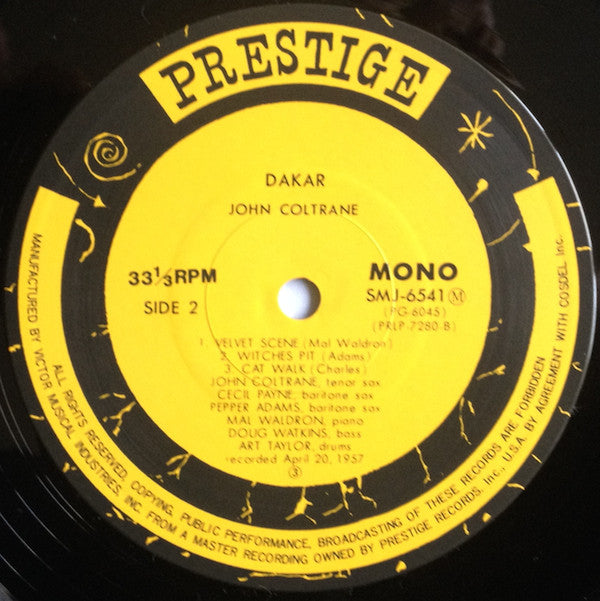 PRESTIGE
DAKAR
JOHN COLTRANE
33⅓RPM
SIDE 2
MONO
SMJ-6541 Ⓜ
(PG-6045)
(PRLP-7280 B)
1. VELVET SCENE (Mal Waldron)
2. WITCHES PIT (Adams)
3. CAT WALK (Charles)
JOHN COLTRANE, tenor sax
CECIL PAYNE, baritone sax
PEPPER ADAMS, baritone sax
MAL WALDRON, piano
DOUG WATKINS, bass
ART TAYLOR, drums
recorded April 20, 1957
③
ALL RIGHTS RESERVED, COPYING, PUBLIC PERFORMANCE, BROADCASTING OF THESE RECORDS ARE FORBIDDEN
MANUFACTURED BY VICTOR MUSICAL INDUSTRIES, INC. FROM A MASTER RECORDING OWNED BY PRESTIGE RECORDS, Inc., U.S.A. BY AGREEMENT WITH COSDEL Inc.